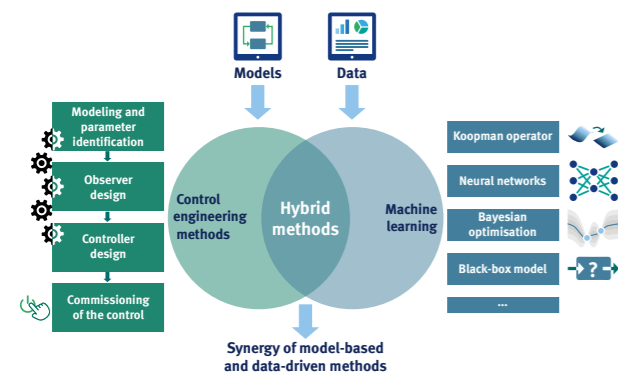 Models
Data
Modeling and
parameter
identification
Observer
design
Controller
design
Commissioning
of the control
Control
engineering
methods
Hybrid
methods
Machine
learning
Koopman operator
Neural networks
Bayesian
optimisation
Black-box model
?
...
Synergy of model-based
and data-driven methods